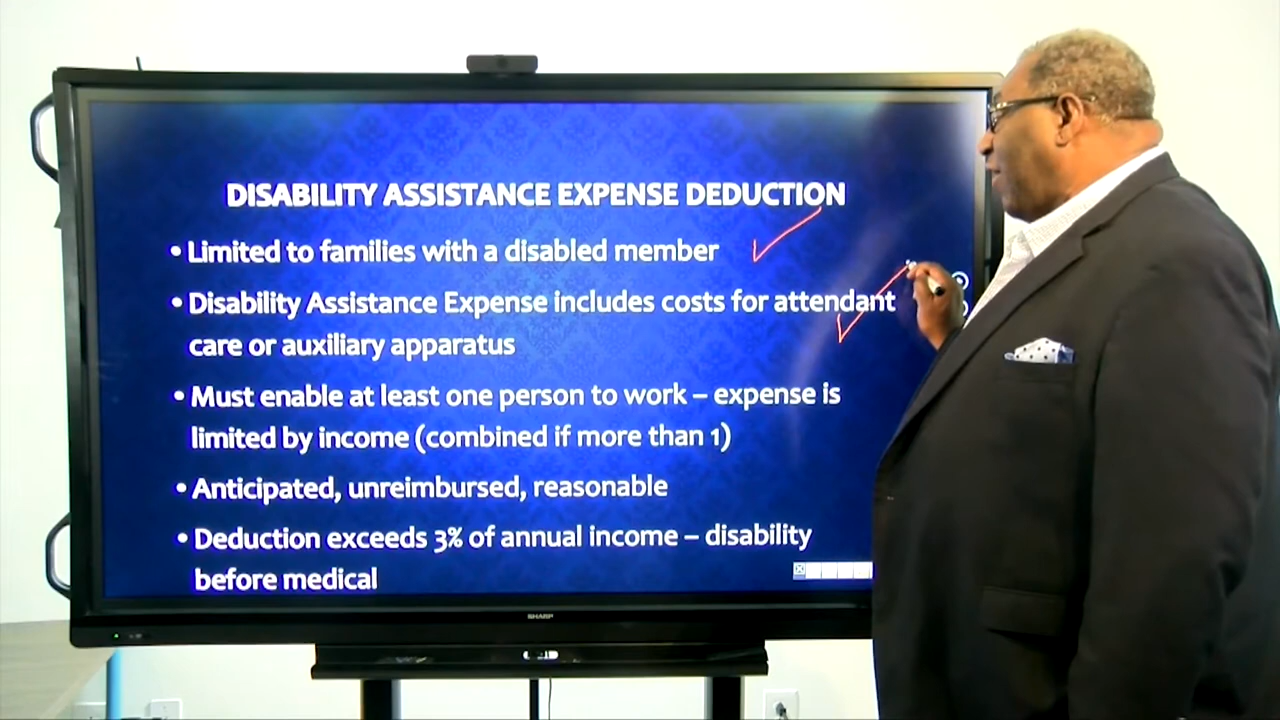 DISABILITY ASSISTANCE EXPENSE DEDUCTION
• Limited to families with a disabled member
• Disability Assistance Expense includes costs for attendant
care or auxiliary apparatus
• Must enable at least one person to work – expense is
limited by income (combined if more than 1)
• Anticipated, unreimbursed, reasonable
• Deduction exceeds 3% of annual income – disability
before medical
SHARP